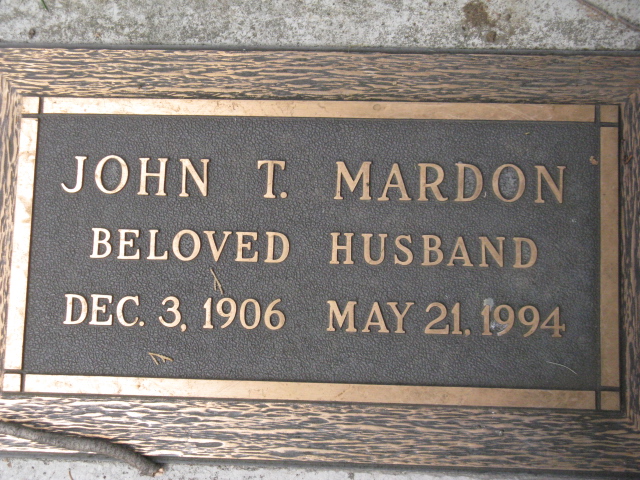 JOHN T. MARDON
BELOVED HUSBAND
DEC. 3, 1906 MAY 21, 1994